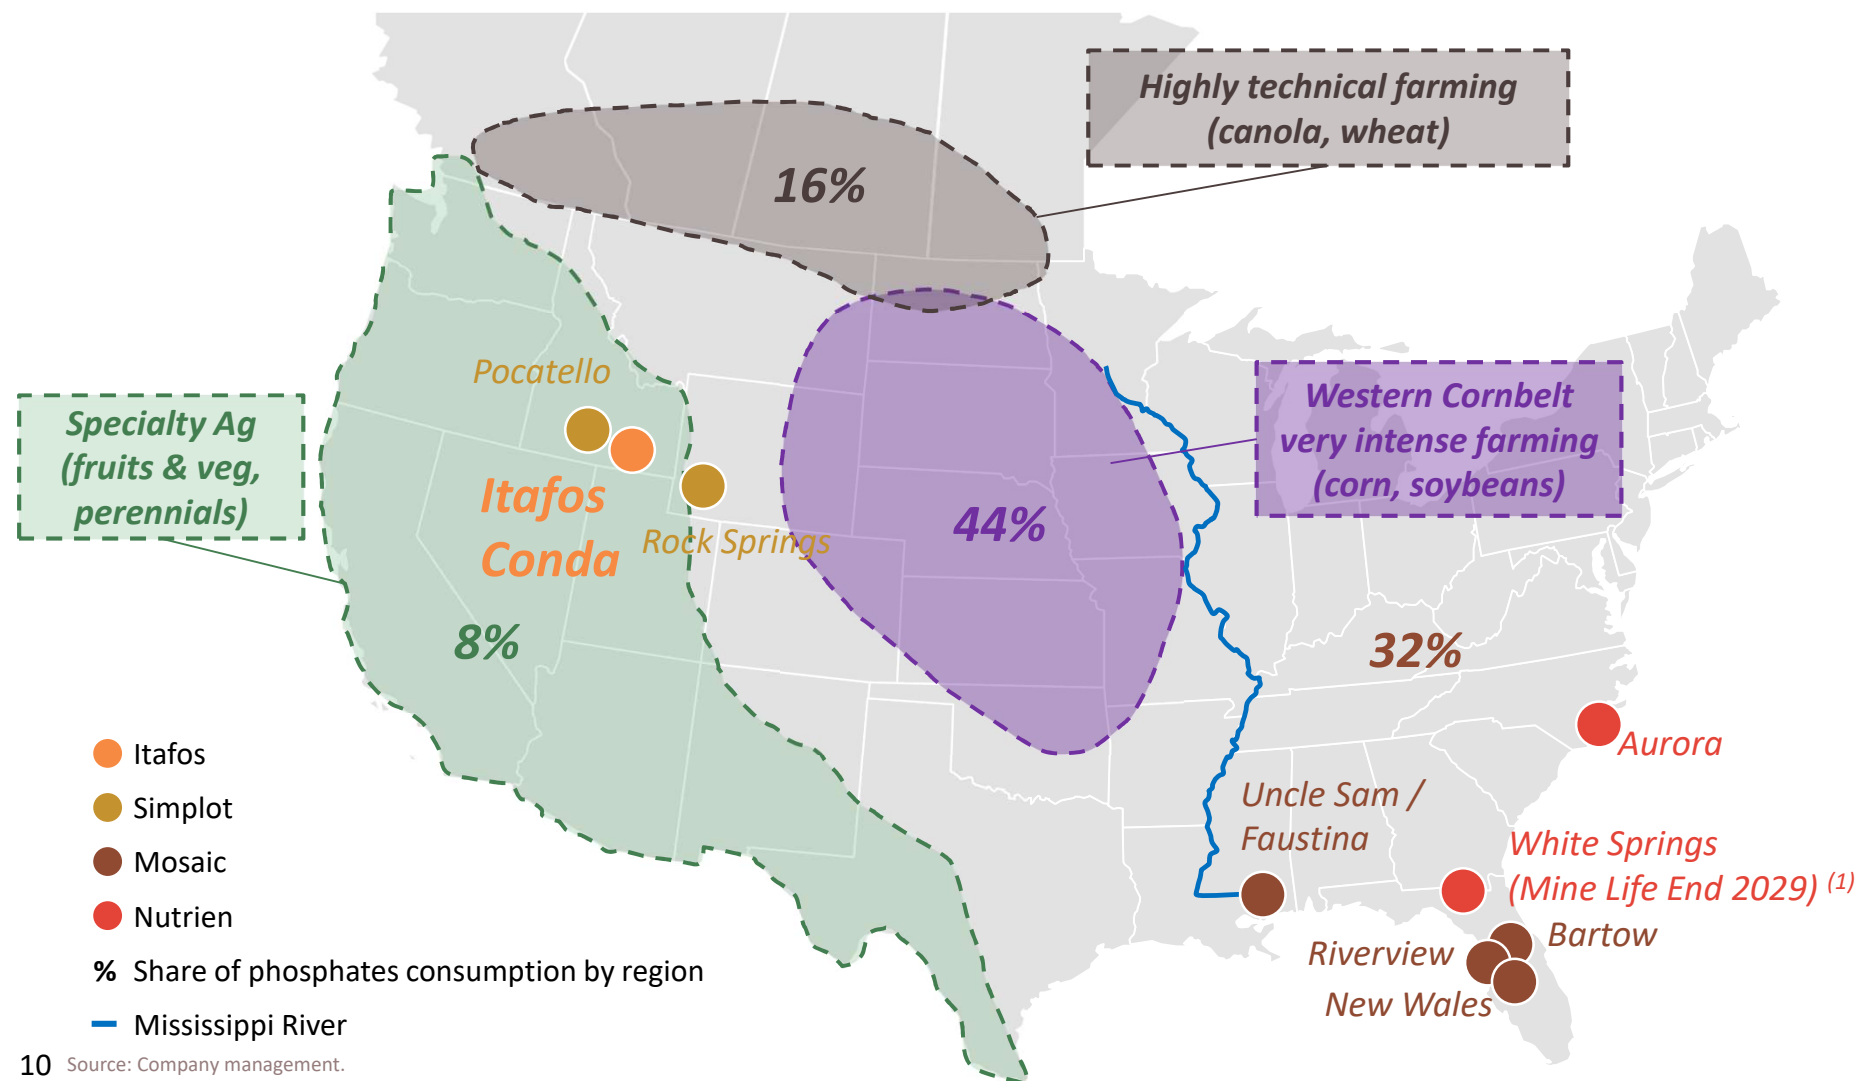 Highly technical farming
(canola, wheat)
16%
Pocatello
Specialty Ag
(fruits & veg,
perennials)
Western Cornbelt
very intense farming
(corn, soybeans)
Itafos
Conda
Rock Springs
44%
8%
32%
Aurora
Uncle Sam /
Faustina
White Springs
(Mine Life End 2029) (1)
Bartow
Riverview
New Wales
Itafos
Simplot
Mosaic
Nutrien
% Share of phosphates consumption by region
Mississippi River
10 Source: Company management.